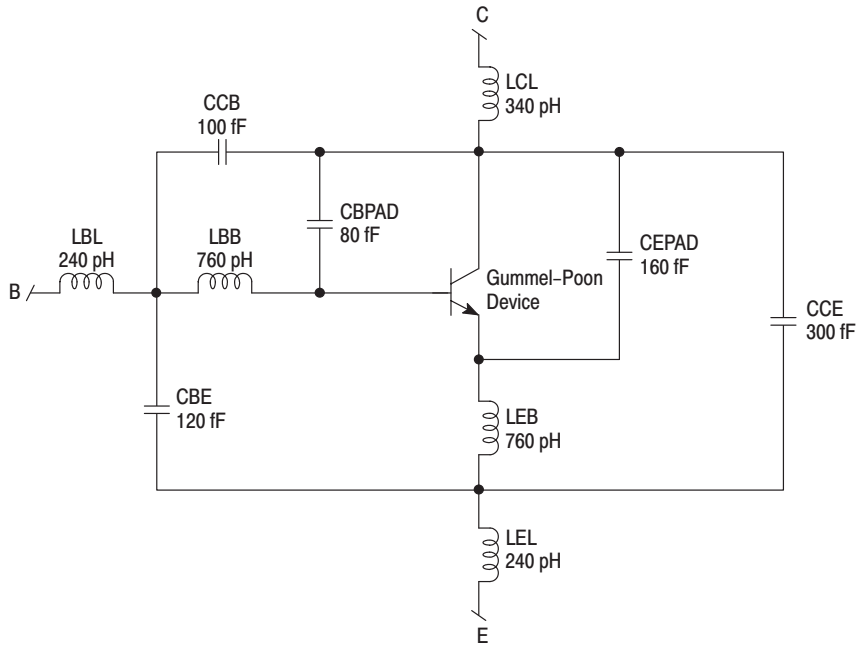 C
LCL
340 pH
CCB
100 fF
CBPAD
80 fF
CEPAD
160 fF
LBL
240 pH
LBB
760 pH
B
Gummel–Poon
Device
CCE
300 fF
CBE
120 fF
LEB
760 pH
LEL
240 pH
E